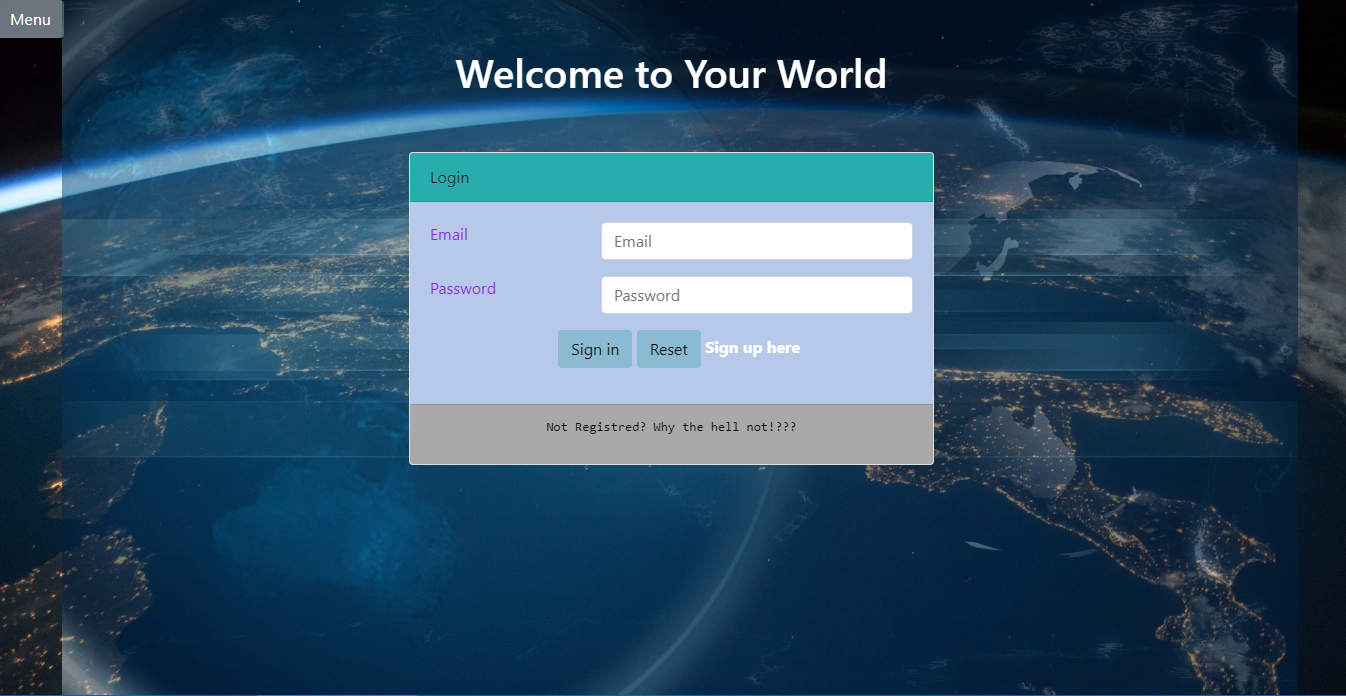 Menu
Welcome to Your World
Login
Email Email
Password Password
Sign in Reset Sign up here
Not Registred? Why the hell not!???